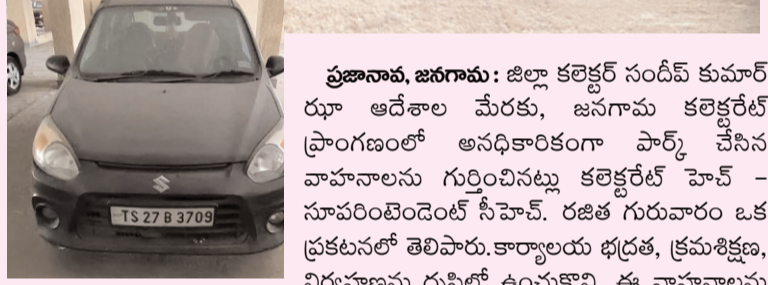 TS 27 B 3709
ప్రజానావ, జనగామ: జిల్లా కలెక్టర్ సందీప్ కుమార్
ఝా ఆదేశాల మేరకు, జనగామ కలెక్టరేట్
ప్రాంగణంలో అనధికారికంగా పార్క్ చేసిన
వాహనాలను గుర్తించినట్లు కలెక్టరేట్ హెచ్ –
సూపరింటెండెంట్ సీహెచ్. రజిత గురువారం ఒక
ప్రకటనలో తెలిపారు.కార్యాలయ భద్రత, క్రమశిక్షణ,